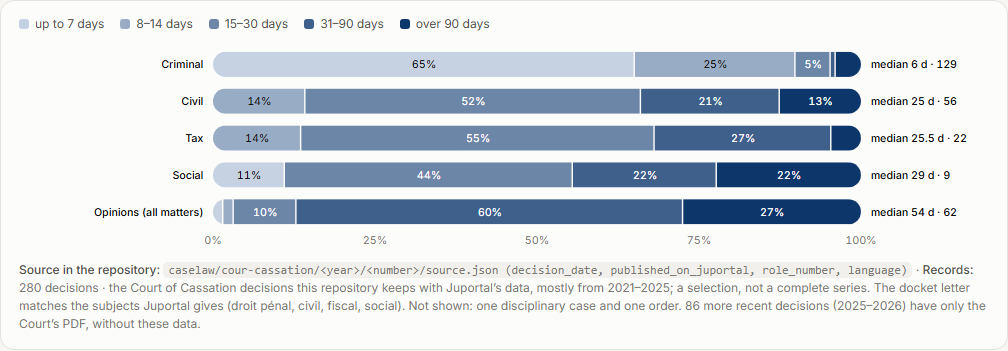 up to 7 days 8–14 days 15–30 days 31–90 days over 90 days
Criminal 65% 25% 5% median 6 d · 129
Civil 14% 52% 21% 13% median 25 d · 56
Tax 14% 55% 27% median 25.5 d · 22
Social 11% 44% 22% 22% median 29 d · 9
Opinions (all matters) 10% 60% 27% median 54 d · 62
0% 25% 50% 75% 100%
Source in the repository: caselaw/cour-cassation/<year>/<number>/source.json (decision_date, published_on_juportal, role_number, language) · Records:
280 decisions · the Court of Cassation decisions this repository keeps with Juportal’s data, mostly from 2021–2025; a selection, not a complete series. The docket letter
matches the subjects Juportal gives (droit pénal, civil, fiscal, social). Not shown: one disciplinary case and one order. 86 more recent decisions (2025–2026) have only the
Court’s PDF, without these data.